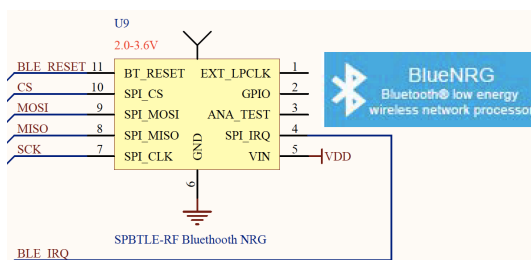 U9
2.0-3.6V
BLE_RESET 11 BT_RESET EXT_LPCLK 1
CS 10 SPI_CS GPIO 2
MOSI 9 SPI_MOSI ANA_TEST 3
MISO 8 SPI_MISO SPI_IRQ 4
SCK 7 SPI_CLK GND VIN 5 VDD
6
SPBTLE-RF Bluethooth NRG
BLE_IRQ
BlueNRG
Bluetooth® low energy
wireless network processor